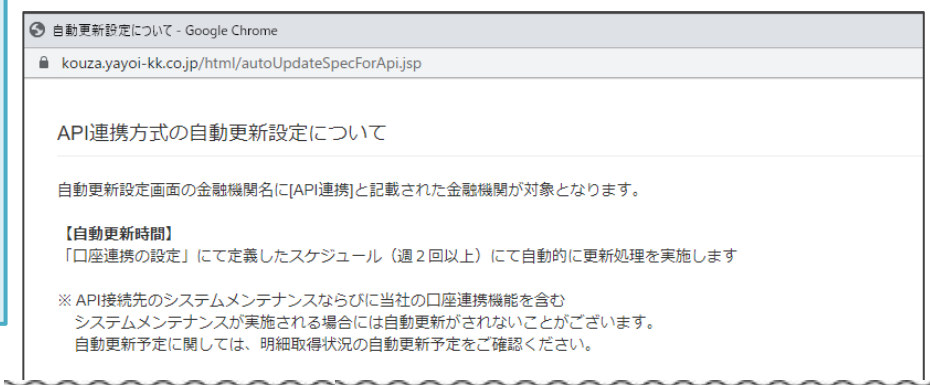 自動更新設定について - Google Chrome
kouza.yayoi-kk.co.jp/html/autoUpdateSpecForApi.jsp
API連携方式の自動更新設定について
自動更新設定画面の金融機関名に[API連携]と記載された金融機関が対象となります。
【自動更新時間】
「口座連携の設定」にて定義したスケジュール（週２回以上）にて自動的に更新処理を実施します
※ API接続先のシステムメンテナンスならびに当社の口座連携機能を含む
システムメンテナンスが実施される場合には自動更新がされないことがございます。
自動更新予定に関しては、明細取得状況の自動更新予定をご確認ください。